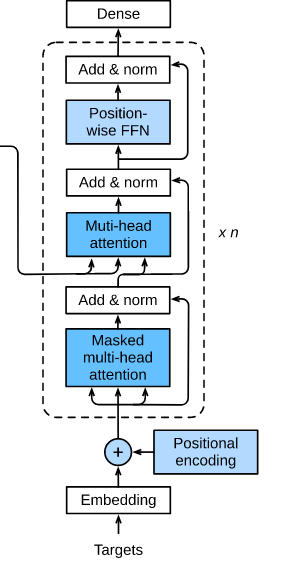 Dense
Add & norm
Position-
wise FFN
Add & norm
Muti-head
attention
x n
Add & norm
Masked
multi-head
attention
+
Positional
encoding
Embedding
Targets